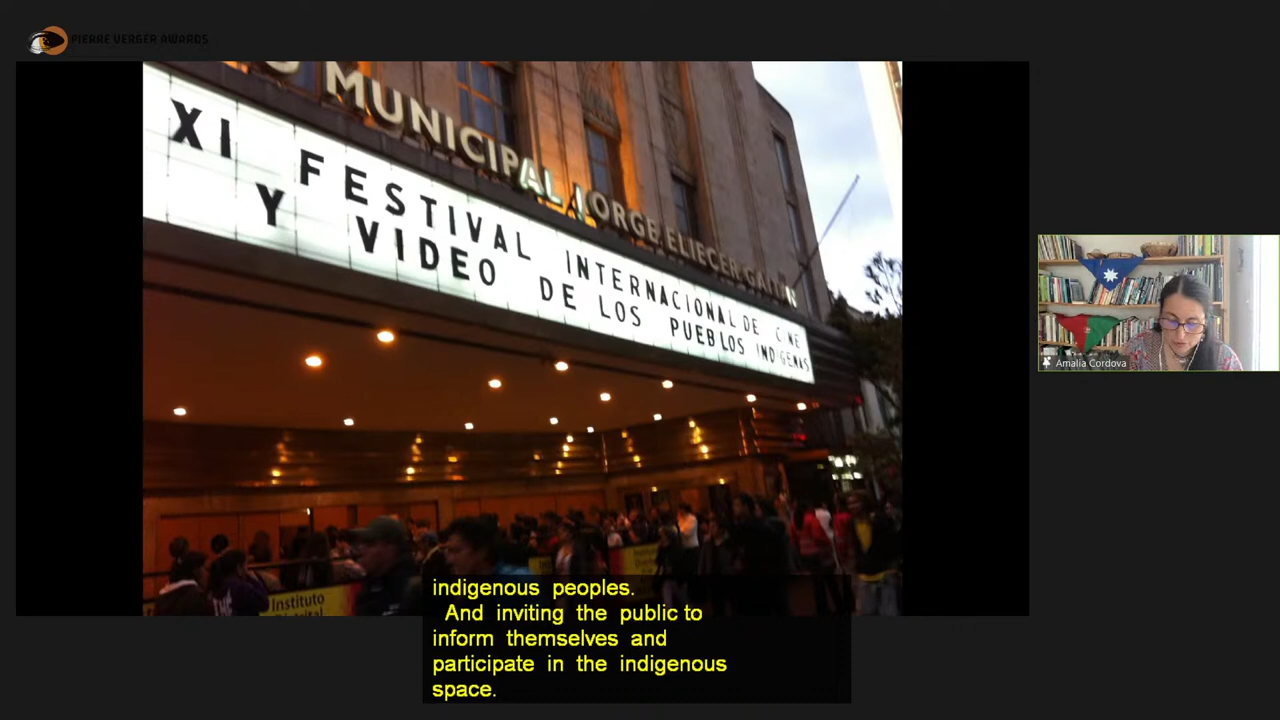 PIERRE VERGER AWARDS
MUNICIPAL JORGE ELIECER GAITAN
XI FESTIVAL INTERNACIONAL DE CINE
Y VIDEO DE LOS PUEBLOS INDIGENAS
Instituto
Distrital
Amalia Cordova
indigenous peoples.
And inviting the public to
inform themselves and
participate in the indigenous
space.